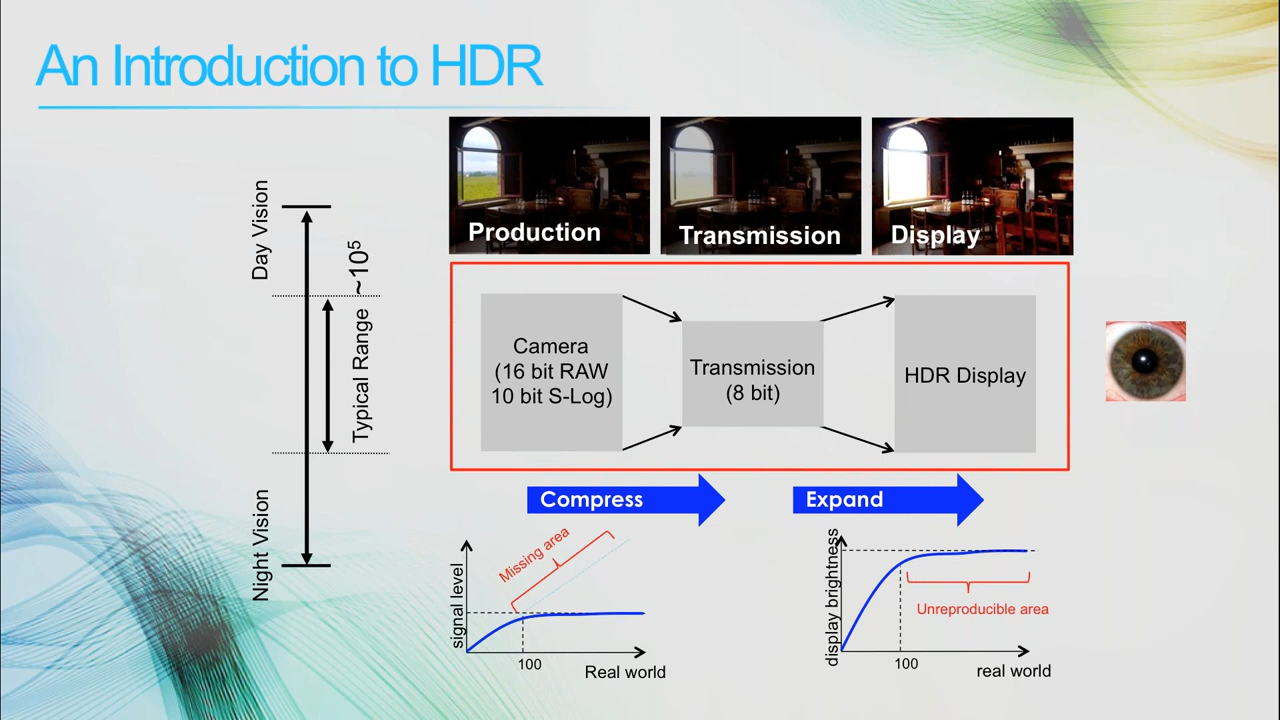 An Introduction to HDR
Day Vision
~10⁵
Typical Range
Night Vision
Production
Transmission
Display
Camera
(16 bit RAW
10 bit S-Log)
Transmission
(8 bit)
HDR Display
Compress
Expand
Missing area
signal level
100
Real world
display brightness
Unreproducible area
100
real world